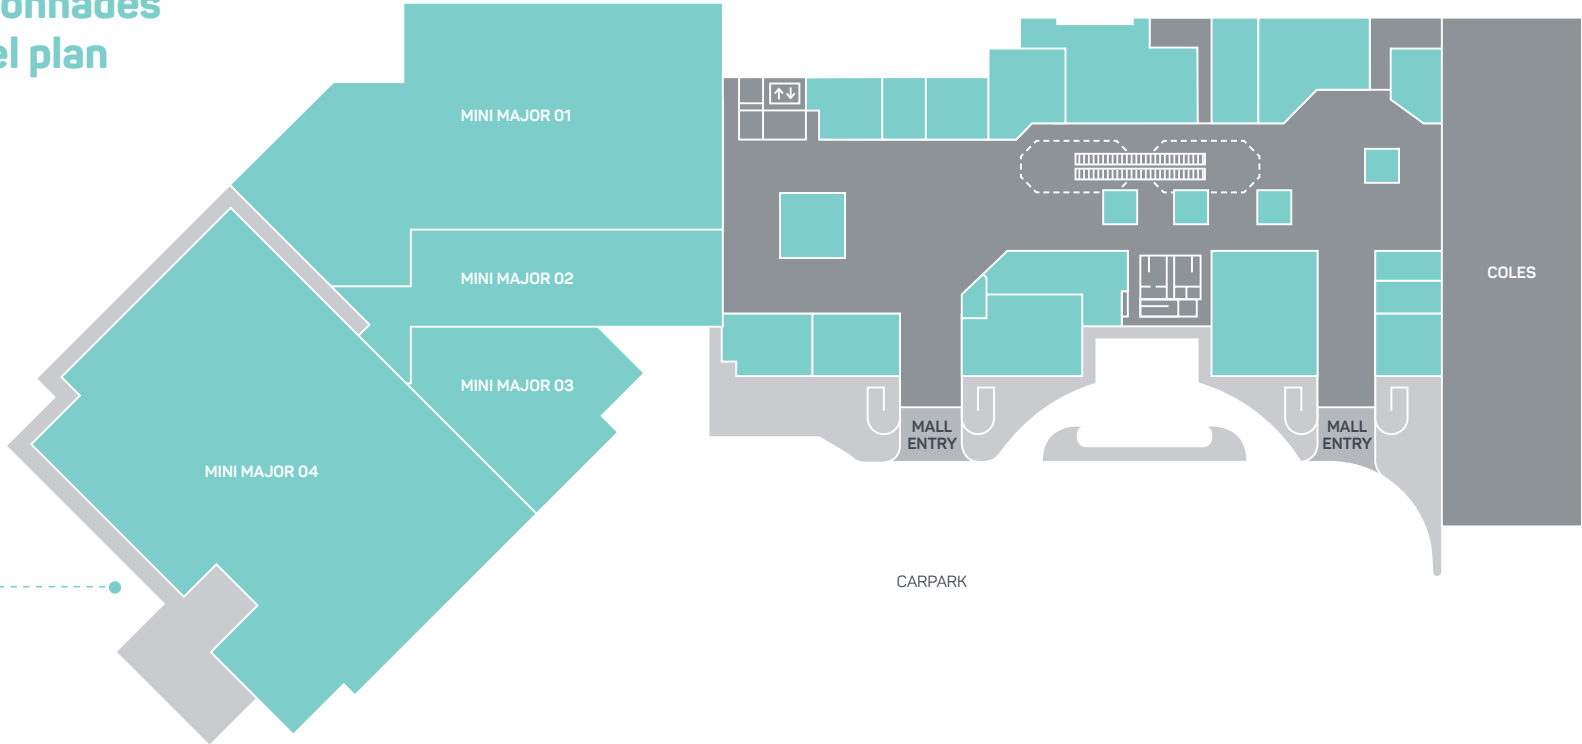 onnades
el plan
MINI MAJOR 01
MINI MAJOR 02
COLES
MINI MAJOR 03
MALL
ENTRY
MALL
ENTRY
MINI MAJOR 04
CARPARK